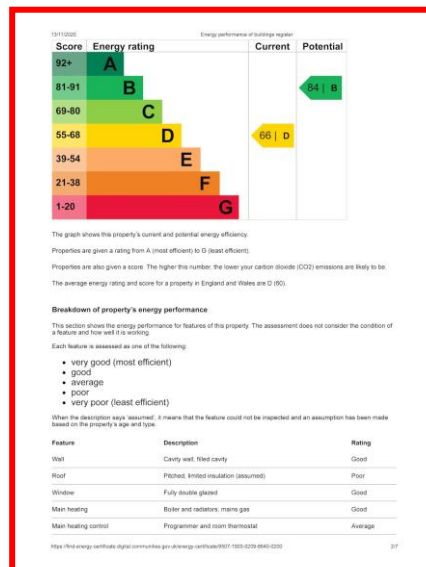 13/11/2020 Energy performance of buildings register
Score Energy rating Current Potential
92+ A
81-91 B 84 | B
69-80 C
55-68 D 66 | D
39-54 E
21-38 F
1-20 G
The graph shows this property's current and potential energy efficiency.
Properties are given a rating from A (most efficient) to G (least efficient).
Properties are also given a score. The higher this number, the lower your carbon dioxide (CO2) emissions are likely to be.
The average energy rating and score for a property in England and Wales are D (60).
Breakdown of property's energy performance
This section shows the energy performance for features of this property. The assessment does not consider the condition of
a feature and how well it is working.
Each feature is assessed as one of the following:
• very good (most efficient)
• good
• average
• poor
• very poor (least efficient)
When the description says 'assumed', it means that the feature could not be inspected and an assumption has been made
based on the property's age and type.
Feature Description Rating
Wall Cavity wall, filled cavity Good
Roof Pitched, limited insulation (assumed) Poor
Window Fully double glazed Good
Main heating Boiler and radiators, mains gas Good
Main heating control Programmer and room thermostat Average
2/7